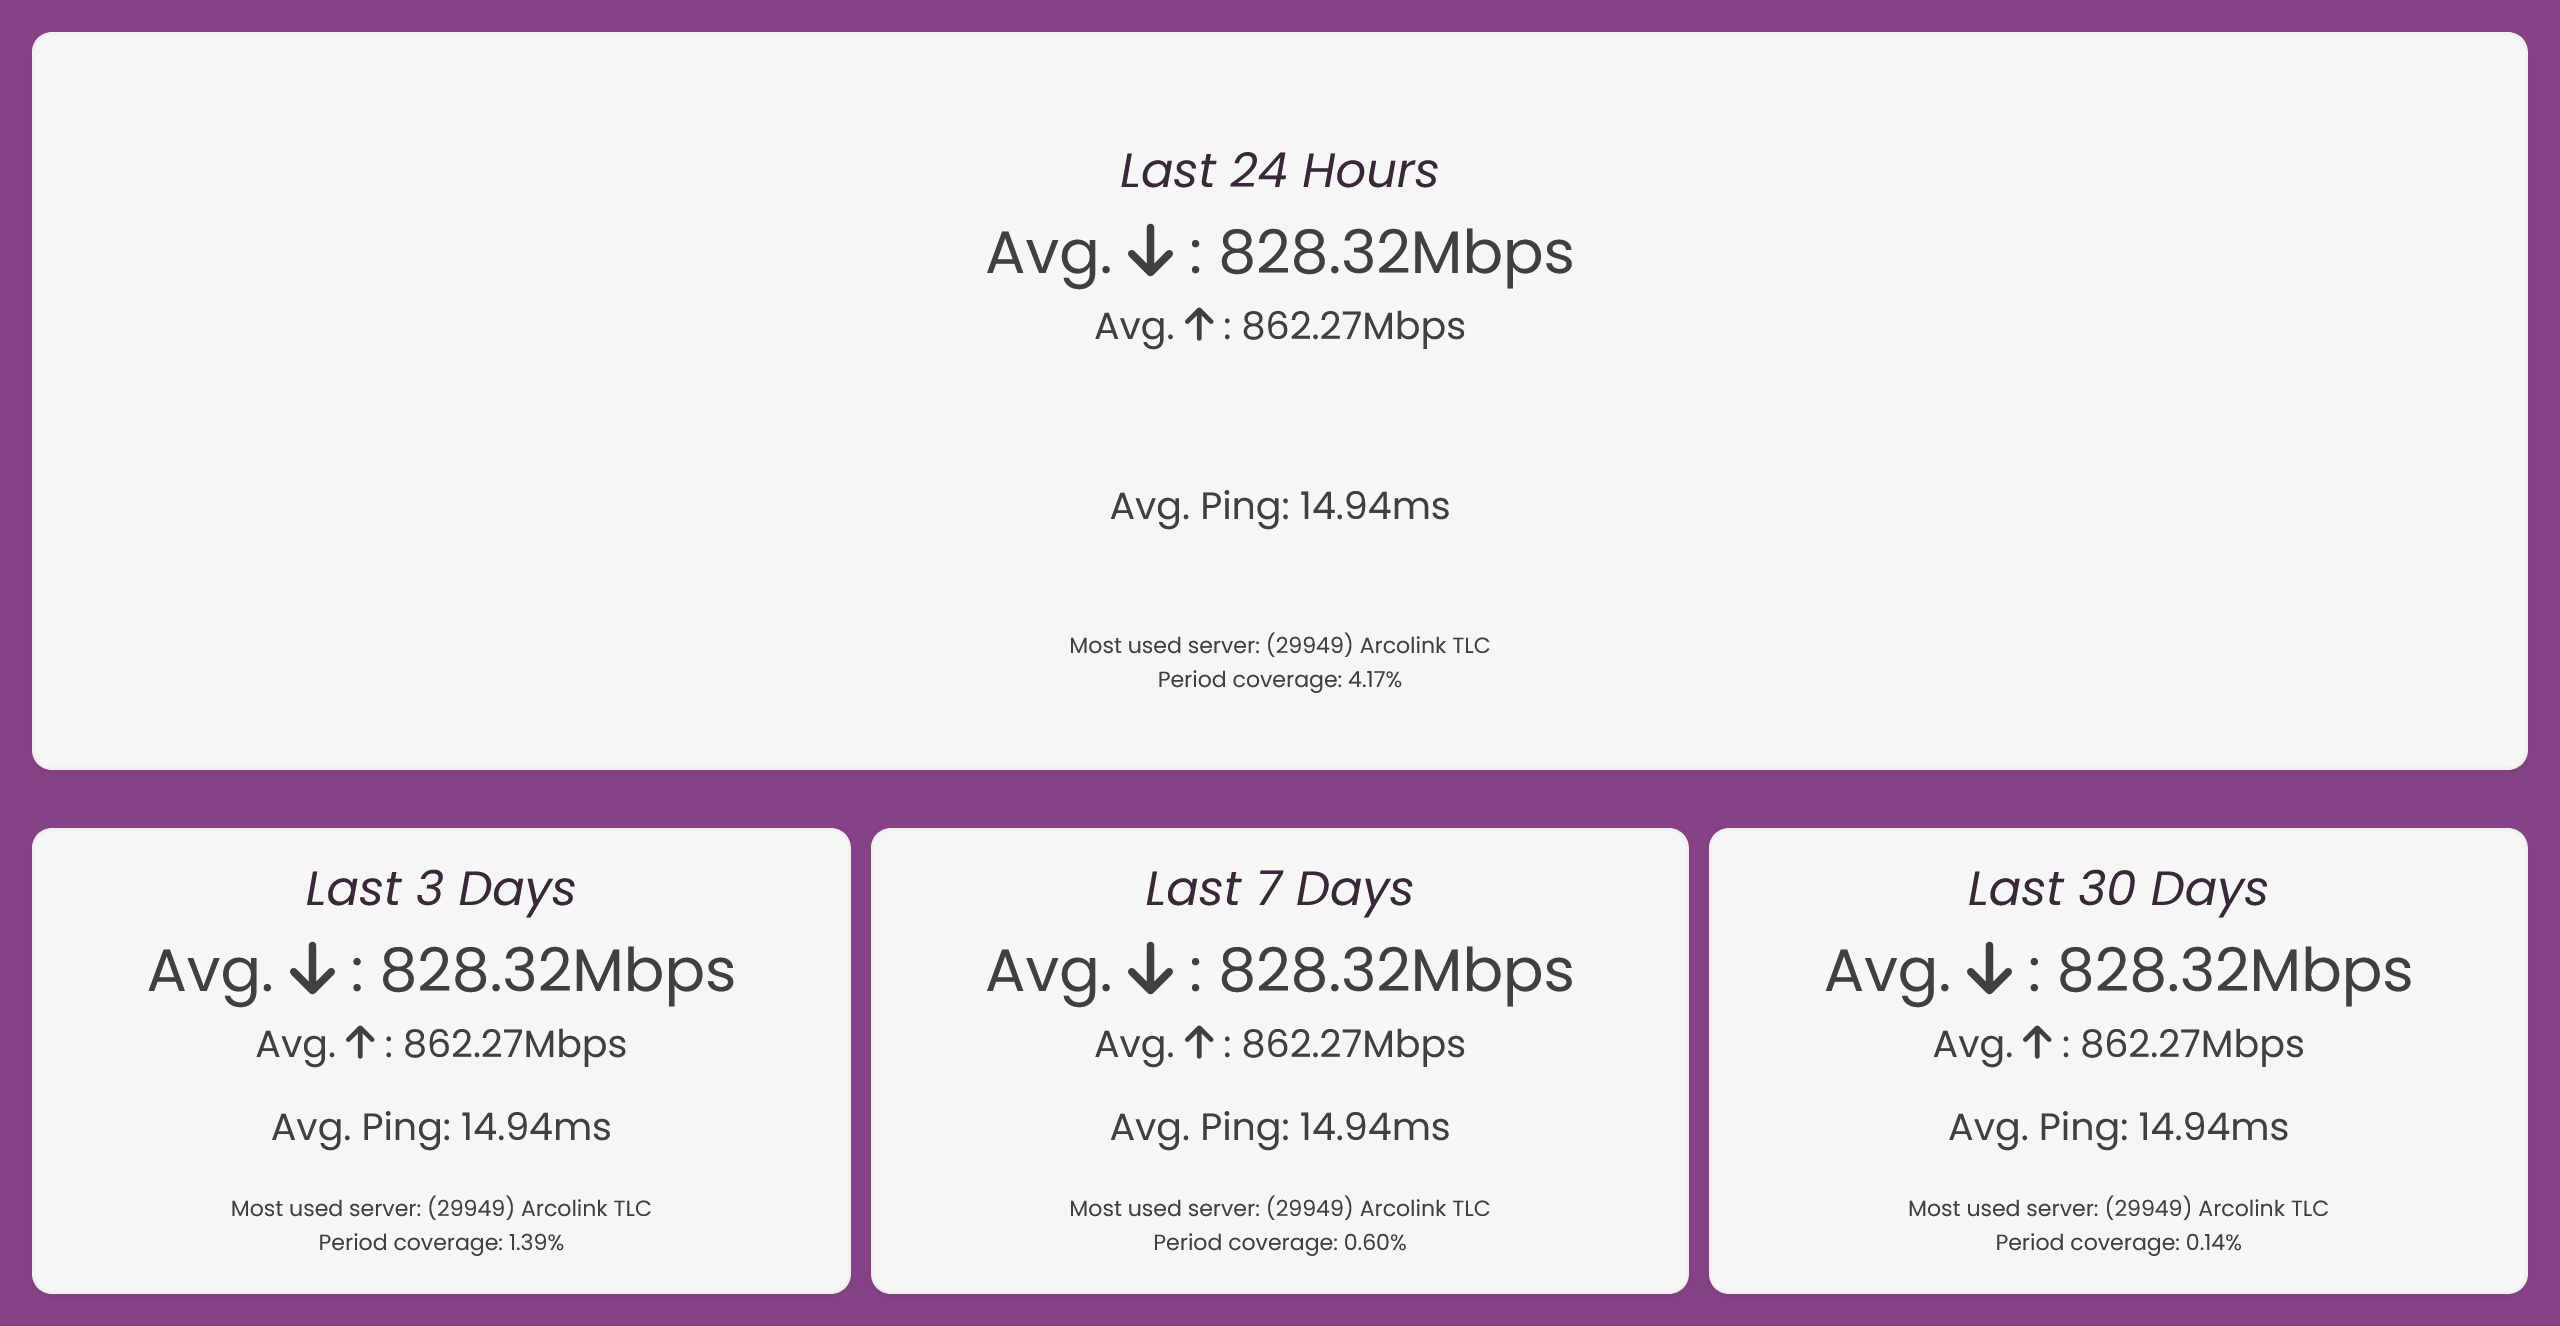 Last 24 Hours
Avg. ↓ : 828.32Mbps
Avg. ↑ : 862.27Mbps
Avg. Ping: 14.94ms
Most used server: (29949) Arcolink TLC
Period coverage: 4.17%
Last 3 Days
Avg. ↓ : 828.32Mbps
Avg. ↑ : 862.27Mbps
Avg. Ping: 14.94ms
Most used server: (29949) Arcolink TLC
Period coverage: 1.39%
Last 7 Days
Avg. ↓ : 828.32Mbps
Avg. ↑ : 862.27Mbps
Avg. Ping: 14.94ms
Most used server: (29949) Arcolink TLC
Period coverage: 0.60%
Last 30 Days
Avg. ↓ : 828.32Mbps
Avg. ↑ : 862.27Mbps
Avg. Ping: 14.94ms
Most used server: (29949) Arcolink TLC
Period coverage: 0.14%